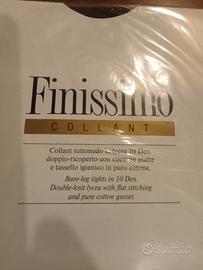 Finissimo
COLLANT
Collant tuttonudo in lycra 10 Den.
doppio-ricoperto con cuciture piatte
e tassello igienico in puro cotone.
Bare-leg tights in 10 Den.
Double-knit lycra with flat stitching
and pure cotton gusset.
subito